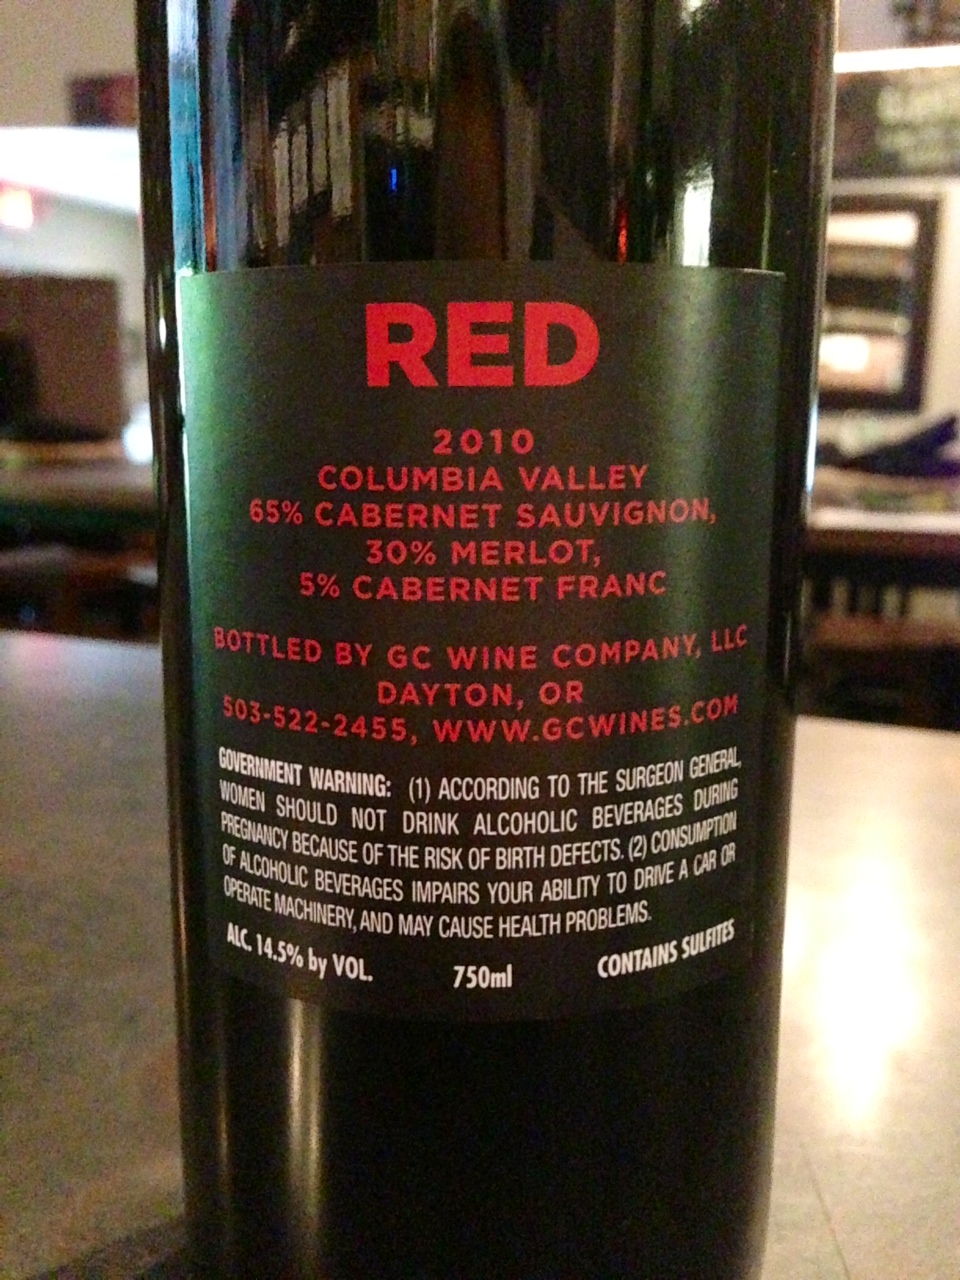 RED
2010
COLUMBIA VALLEY
65% CABERNET SAUVIGNON,
30% MERLOT,
5% CABERNET FRANC
BOTTLED BY GC WINE COMPANY, LLC
DAYTON, OR
503-522-2455, WWW.GCWINES.COM
GOVERNMENT WARNING: (1) ACCORDING TO THE SURGEON GENERAL,
WOMEN SHOULD NOT DRINK ALCOHOLIC BEVERAGES DURING
PREGNANCY BECAUSE OF THE RISK OF BIRTH DEFECTS. (2) CONSUMPTION
OF ALCOHOLIC BEVERAGES IMPAIRS YOUR ABILITY TO DRIVE A CAR OR
OPERATE MACHINERY, AND MAY CAUSE HEALTH PROBLEMS.
ALC. 14.5% by VOL. 750ml CONTAINS SULFITES